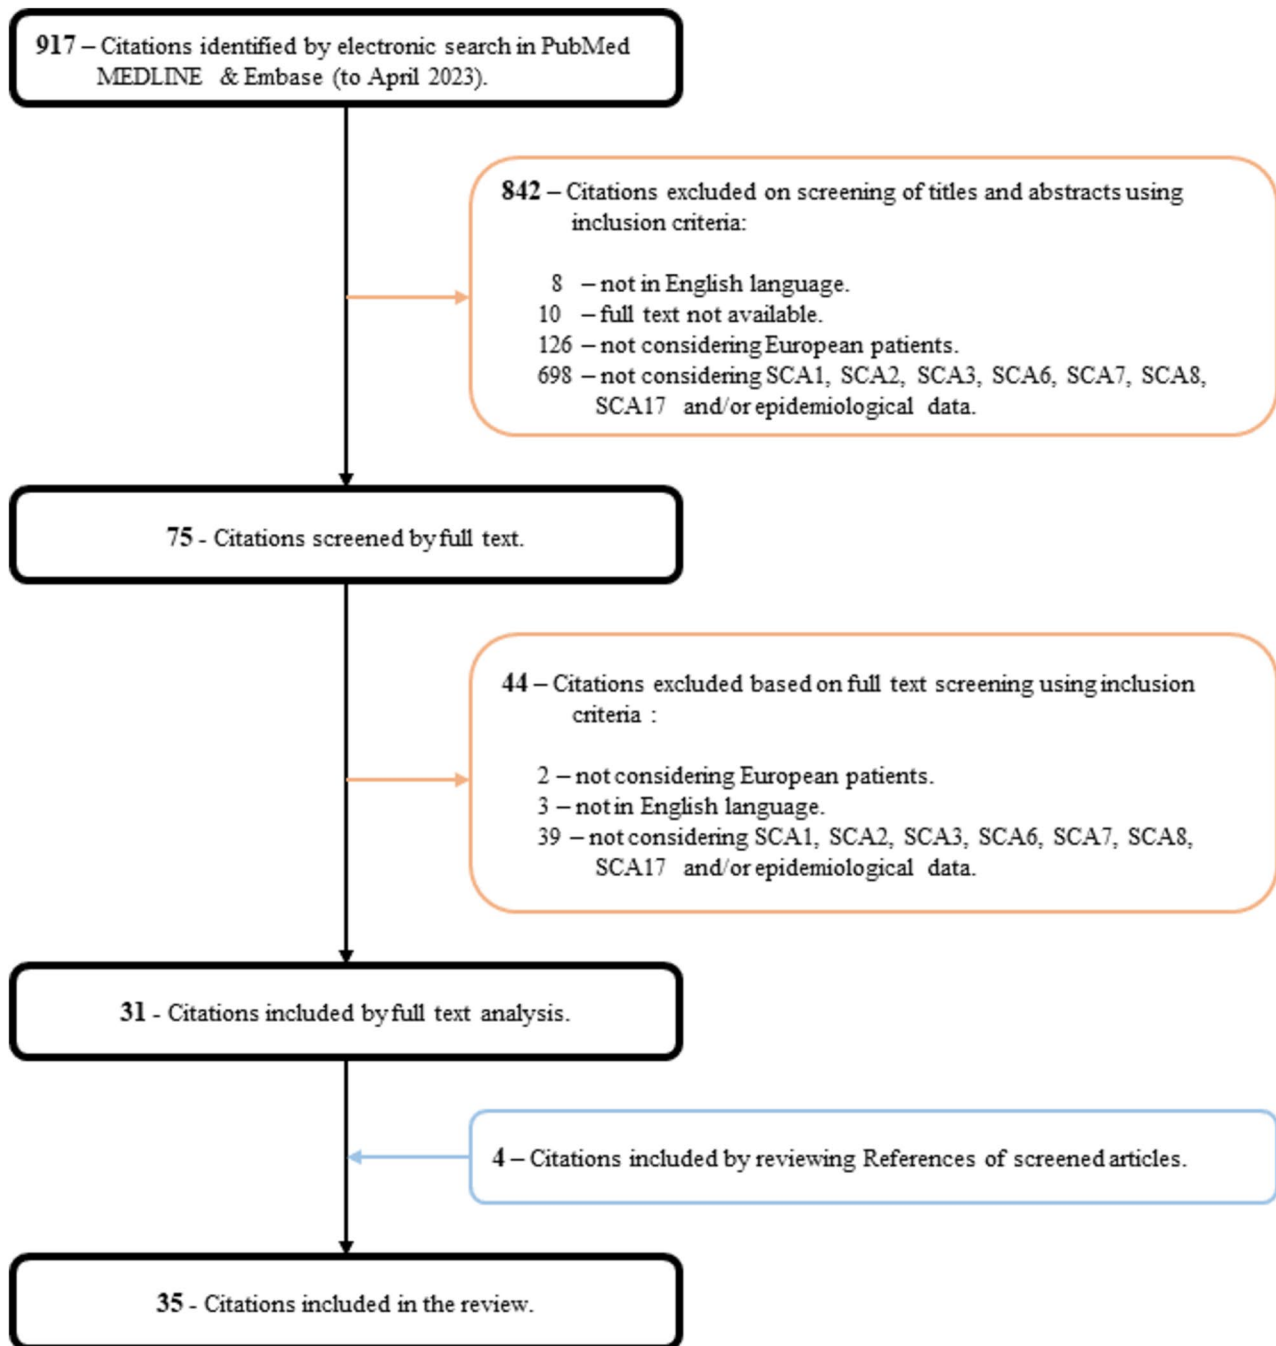 917 – Citations identified by electronic search in PubMed
MEDLINE & Embase (to April 2023).
842 – Citations excluded on screening of titles and abstracts using
inclusion criteria:
8 – not in English language.
10 – full text not available.
126 – not considering European patients.
698 – not considering SCA1, SCA2, SCA3, SCA6, SCA7, SCA8,
SCA17 and/or epidemiological data.
75 - Citations screened by full text.
44 – Citations excluded based on full text screening using inclusion
criteria :
2 – not considering European patients.
3 – not in English language.
39 – not considering SCA1, SCA2, SCA3, SCA6, SCA7, SCA8,
SCA17 and/or epidemiological data.
31 - Citations included by full text analysis.
4 – Citations included by reviewing References of screened articles.
35 - Citations included in the review.